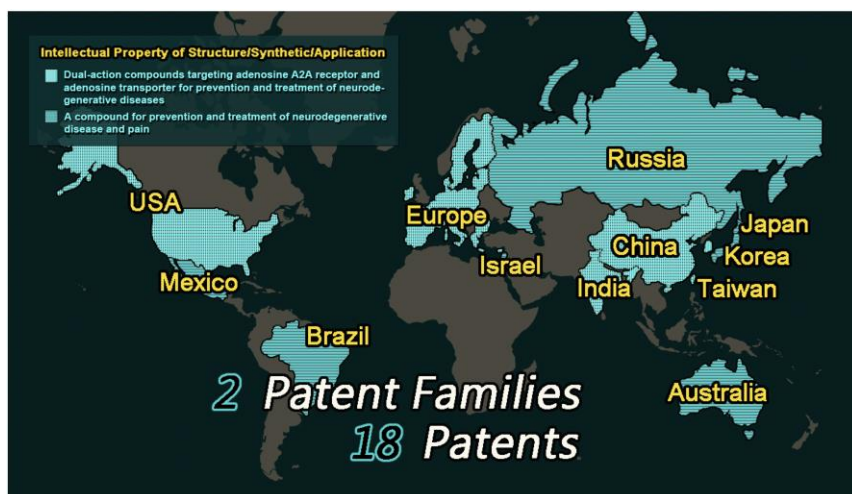 Intellectual Property of Structure/Synthetic/Application
Dual-action compounds targeting adenosine A2A receptor and
adenosine transporter for prevention and treatment of neurode-
generative diseases
A compound for prevention and treatment of neurodegenerative
disease and pain
Russia
USA
Europe
Japan
China
Korea
Israel
Mexico
India
Taiwan
Brazil
2 Patent Families
Australia
18 Patents